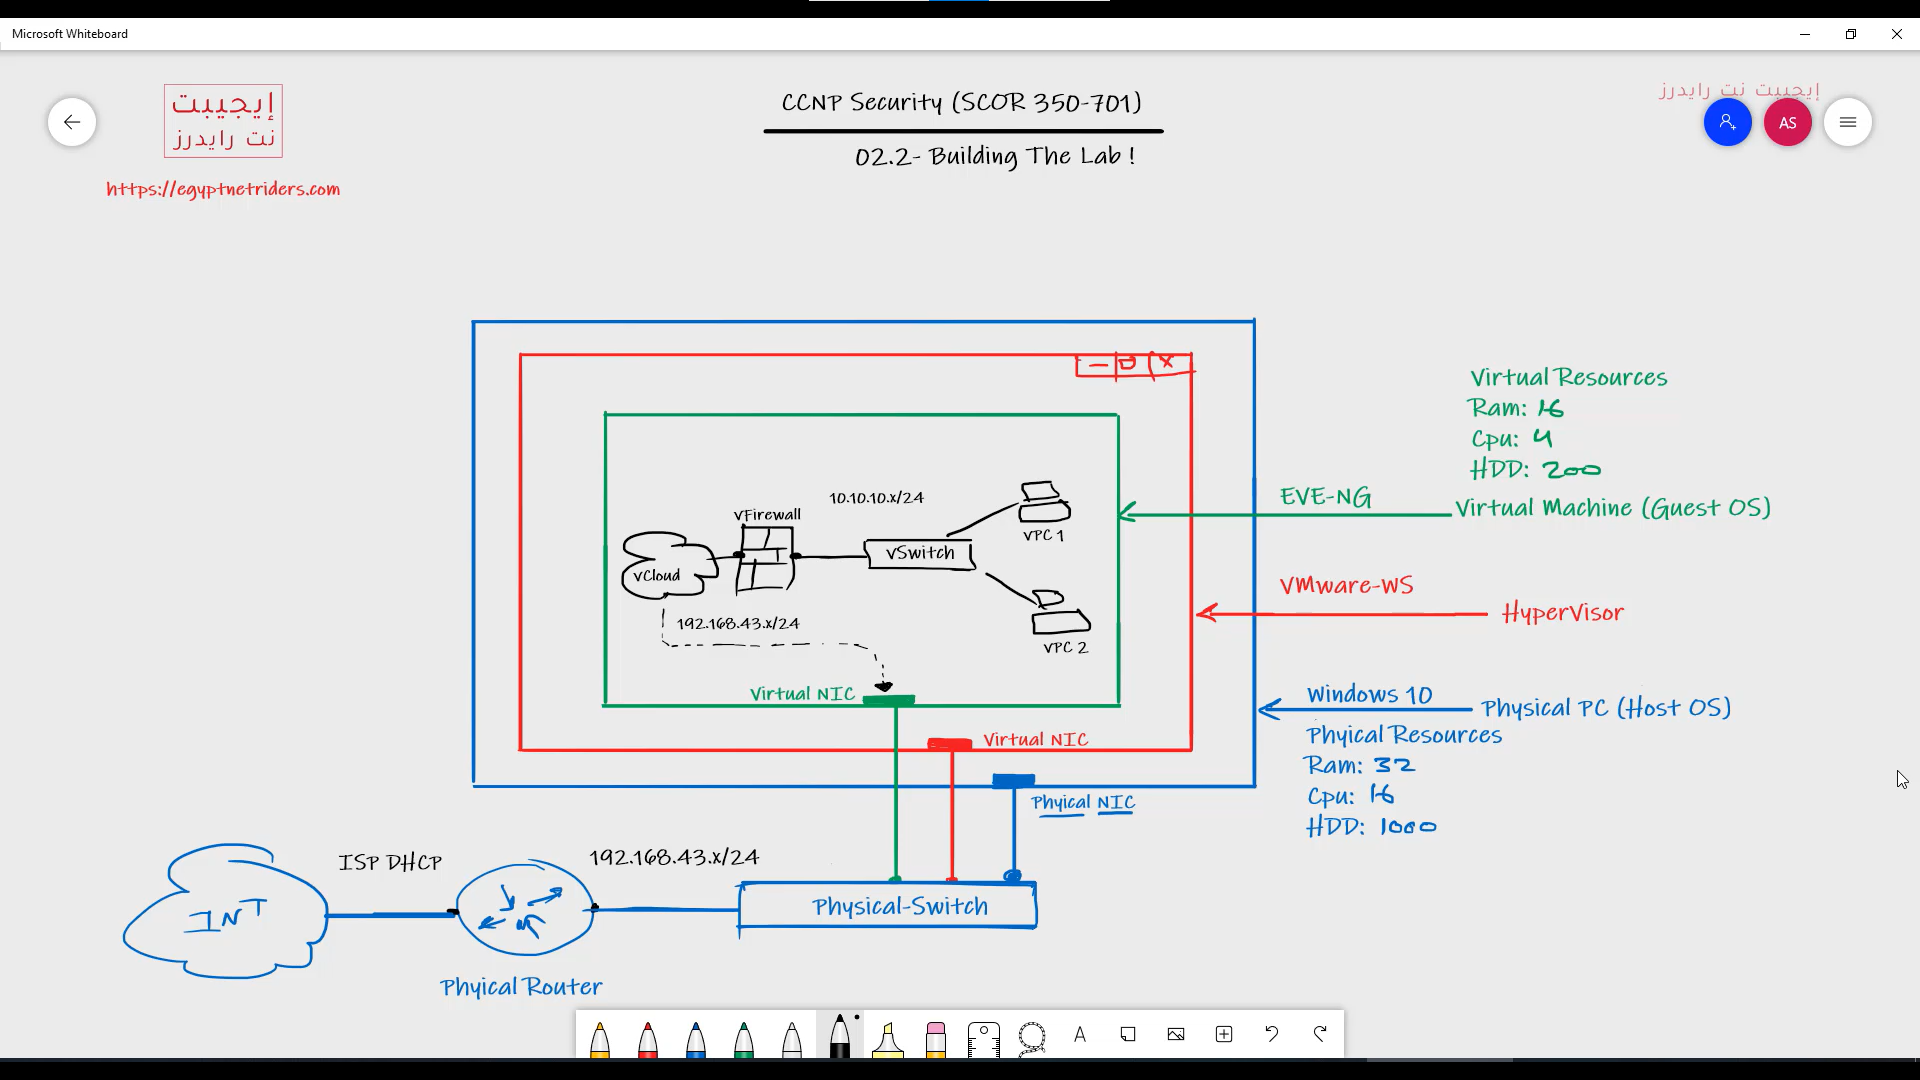 Microsoft Whiteboard
إيجيبت
نت رايدرز
https://egyptnetriders.com
CCNP Security (SCOR 350-701)
02.2- Building The Lab !
إيجيبت نت رايدرز
AS
Virtual Resources
Ram: 16
Cpu: 4
HDD: 200
EVE-NG
Virtual Machine (Guest OS)
VMware-WS
HyperVisor
Windows 10
Physical PC (Host OS)
Phyical Resources
Ram: 32
Cpu: 16
HDD: 1000
10.10.10.x/24
vFirewall
vCloud
vSwitch
VPC 1
VPC 2
192.168.43.x/24
Virtual NIC
Virtual NIC
Phyical NIC
ISP DHCP
192.168.43.x/24
INT
Physical-Switch
Phyical Router
A